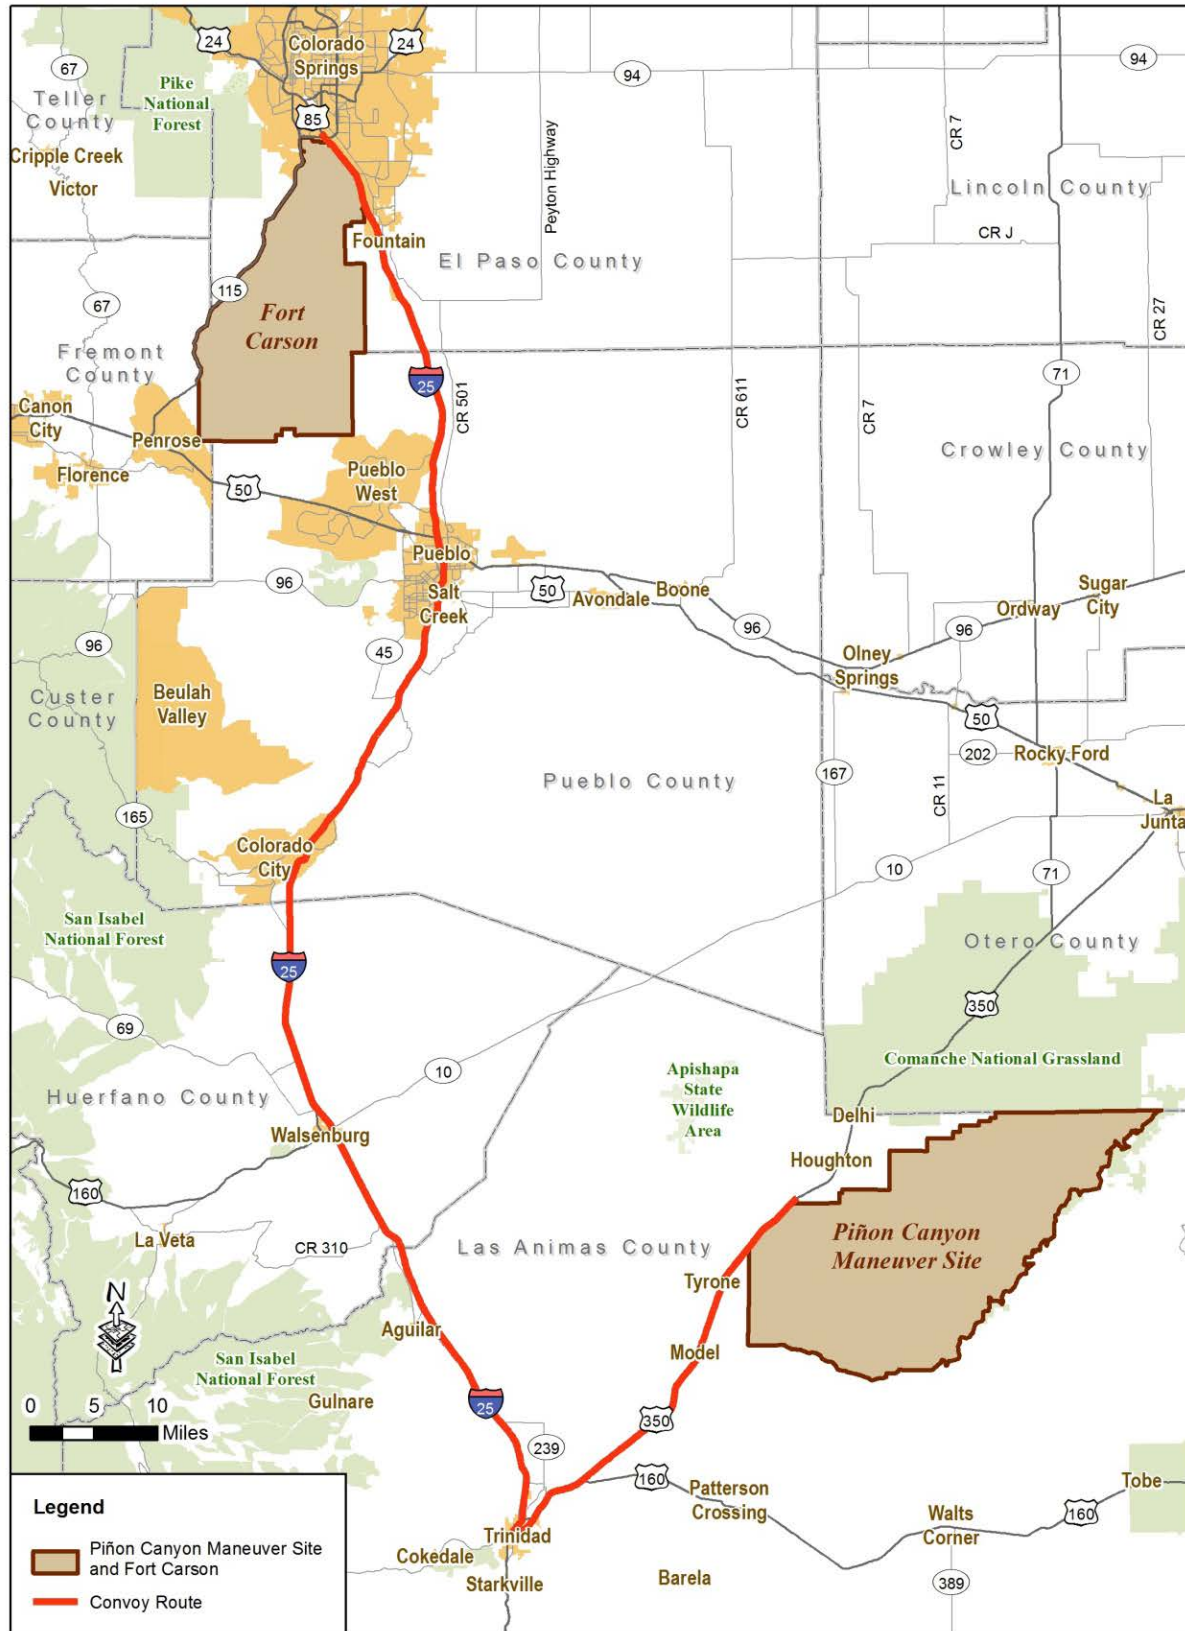 24
Colorado
Springs
24
94
94
67
Pike
National
Forest
Teller
County
85
Cripple Creek
Victor
Peyton Highway
CR 7
Lincoln County
CR J
Fountain
El Paso County
115
67
Fort
Carson
CR 27
Fremont
County
25
71
Canon
City
Penrose
CR 501
CR 611
CR 7
Florence
Crowley County
50
Pueblo
West
Pueblo
96
Salt
Creek
50
Avondale
Boone
Sugar
City
Ordway
96
96
96
45
Olney
Springs
Custer
County
Beulah
Valley
50
202
Rocky Ford
Pueblo County
167
CR 11
La
Junta
165
Colorado
City
10
71
San Isabel
National Forest
Otero County
25
350
69
Comanche National Grassland
Apishapa
State
Wildlife
Area
10
Huerfano County
Delhi
Walsenburg
Houghton
160
La Veta
CR 310
Las Animas County
Piñon Canyon
Maneuver Site
Tyrone
N
Aguilar
Model
San Isabel
National Forest
Gulnare
0 5 10
Miles
25
350
239
160
Patterson
Crossing
Tobe
Walts
Corner
160
Trinidad
Cokedale
Starkville
Barela
389
Legend
Piñon Canyon Maneuver Site
and Fort Carson
Convoy Route